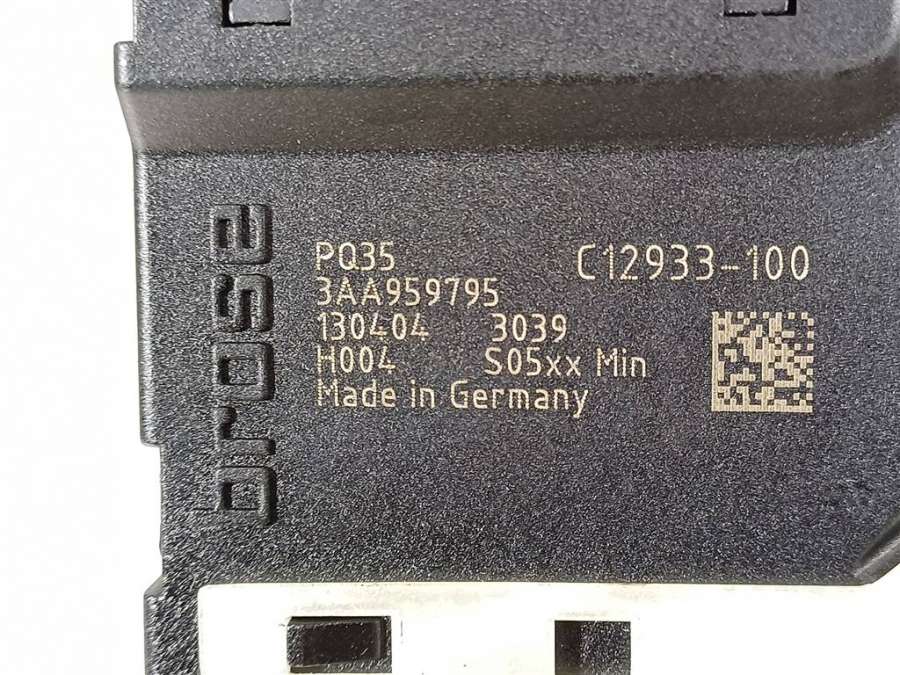 brose
PQ35
C12933-100
3AA959795
130404 3039
H004 S05xx Min
Made in Germany